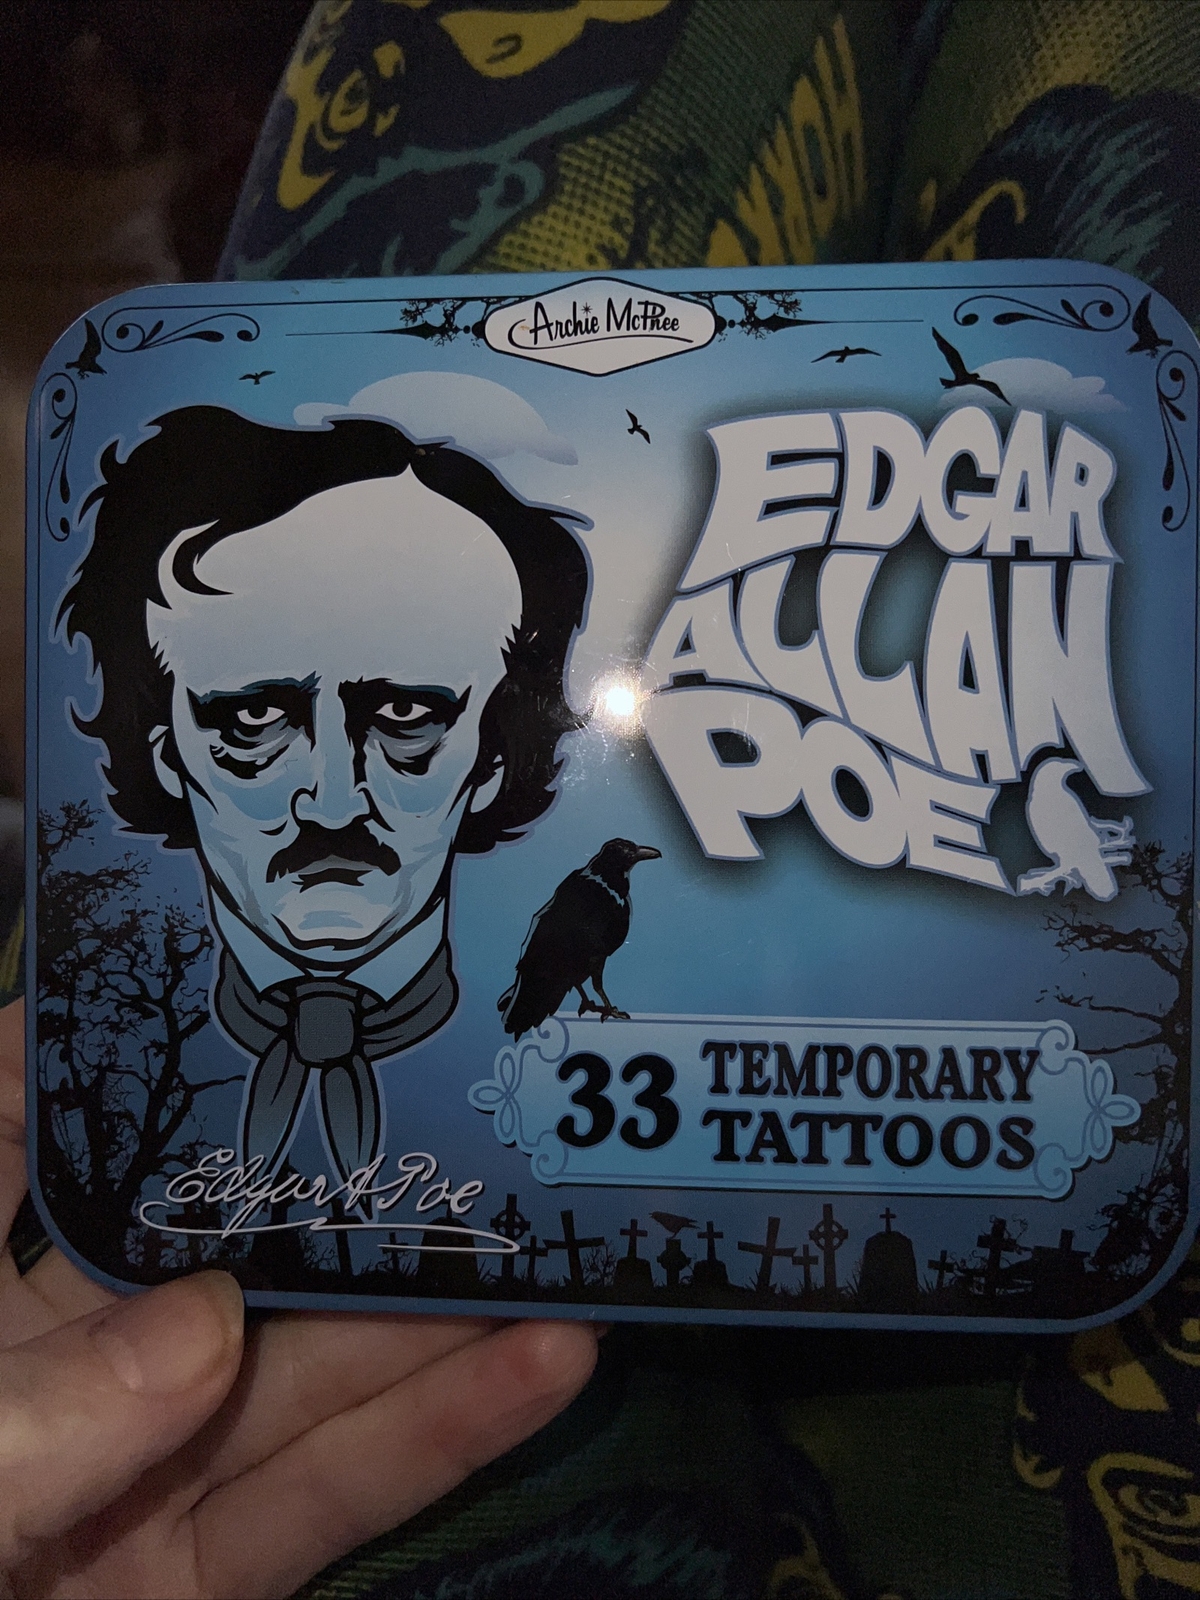 Archie McPhee
EDGAR
ALLAN
POE
33 TEMPORARY
TATTOOS
Edgar A Poe